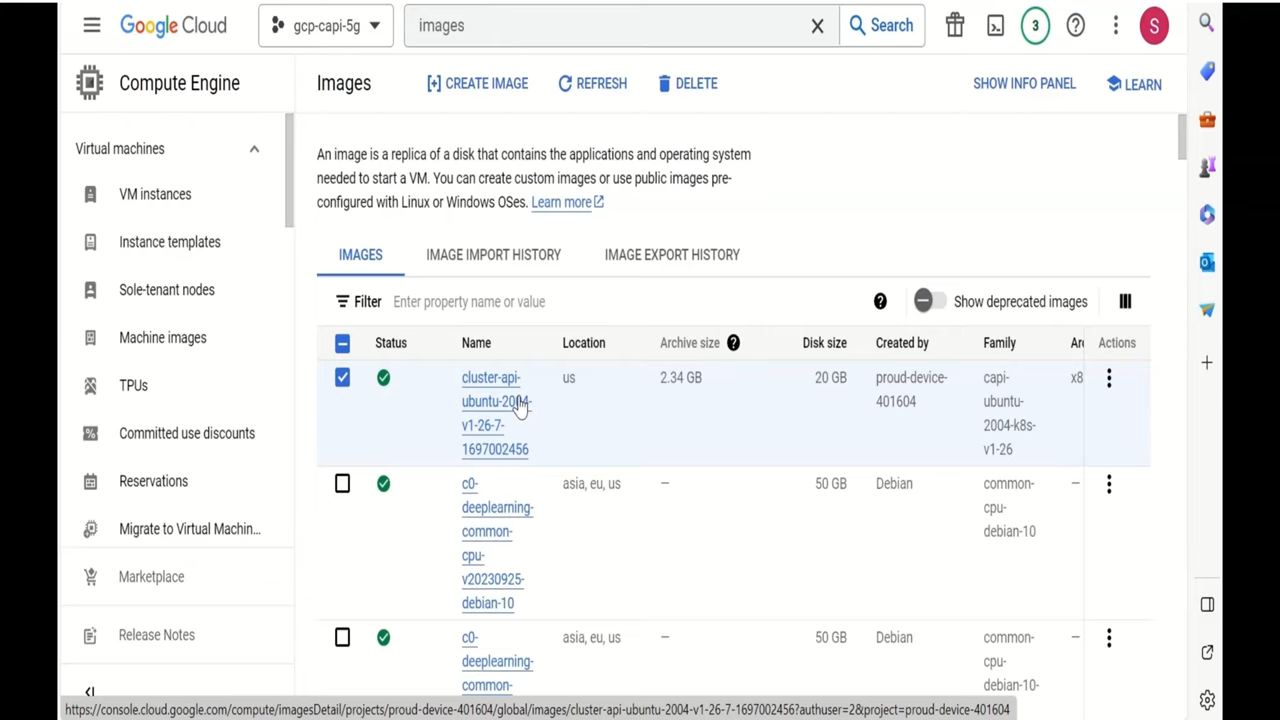 Google Cloud
gcp-capi-5g
images
Search
3
S
Compute Engine
Images
CREATE IMAGE
REFRESH
DELETE
SHOW INFO PANEL
LEARN
Virtual machines
VM instances
Instance templates
Sole-tenant nodes
Machine images
TPUs
Committed use discounts
Reservations
Migrate to Virtual Machin...
Marketplace
Release Notes
An image is a replica of a disk that contains the applications and operating system
needed to start a VM. You can create custom images or use public images pre-
configured with Linux or Windows OSes. Learn more
IMAGES
IMAGE IMPORT HISTORY
IMAGE EXPORT HISTORY
Filter
Enter property name or value
Show deprecated images
Status
Name
Location
Archive size
Disk size
Created by
Family
Arc
Actions
cluster-api-
ubuntu-2004-
v1-26-7-
1697002456
us
2.34 GB
20 GB
proud-device-
401604
capi-
ubuntu-
2004-k8s-
v1-26
x8
c0-
deeplearning-
common-
cpu-
v20230925-
debian-10
asia, eu, us
—
50 GB
Debian
common-
cpu-
debian-10
—
c0-
deeplearning-
common-
asia, eu, us
—
50 GB
Debian
common-
cpu-
debian-10-
—
https://console.cloud.google.com/compute/imagesDetail/projects/proud-device-401604/global/images/cluster-api-ubuntu-2004-v1-26-7-1697002456?authuser=2&project=proud-device-401604